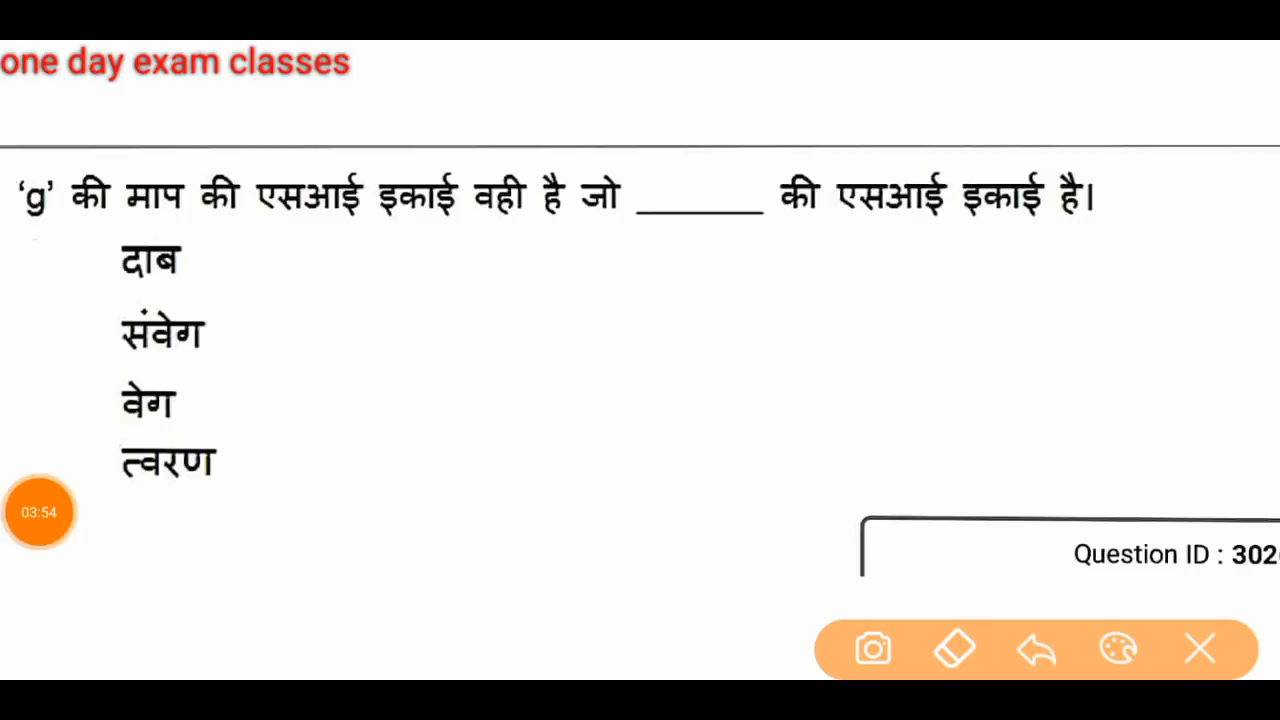 one day exam classes
‘g’ की माप की एसआई इकाई वही है जो _______ की एसआई इकाई है।
दाब
संवेग
वेग
त्वरण
03:54
Question ID : 302